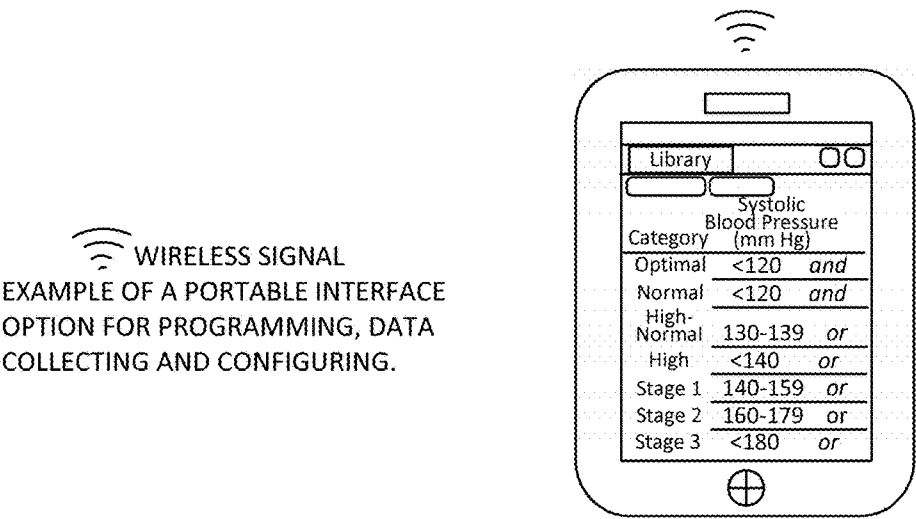 WIRELESS SIGNAL
EXAMPLE OF A PORTABLE INTERFACE
OPTION FOR PROGRAMMING, DATA
COLLECTING AND CONFIGURING.
Library
Systolic
Blood Pressure
Category (mm Hg)
Optimal <120 and
Normal <120 and
High-
Normal 130-139 or
High <140 or
Stage 1 140-159 or
Stage 2 160-179 or
Stage 3 <180 or